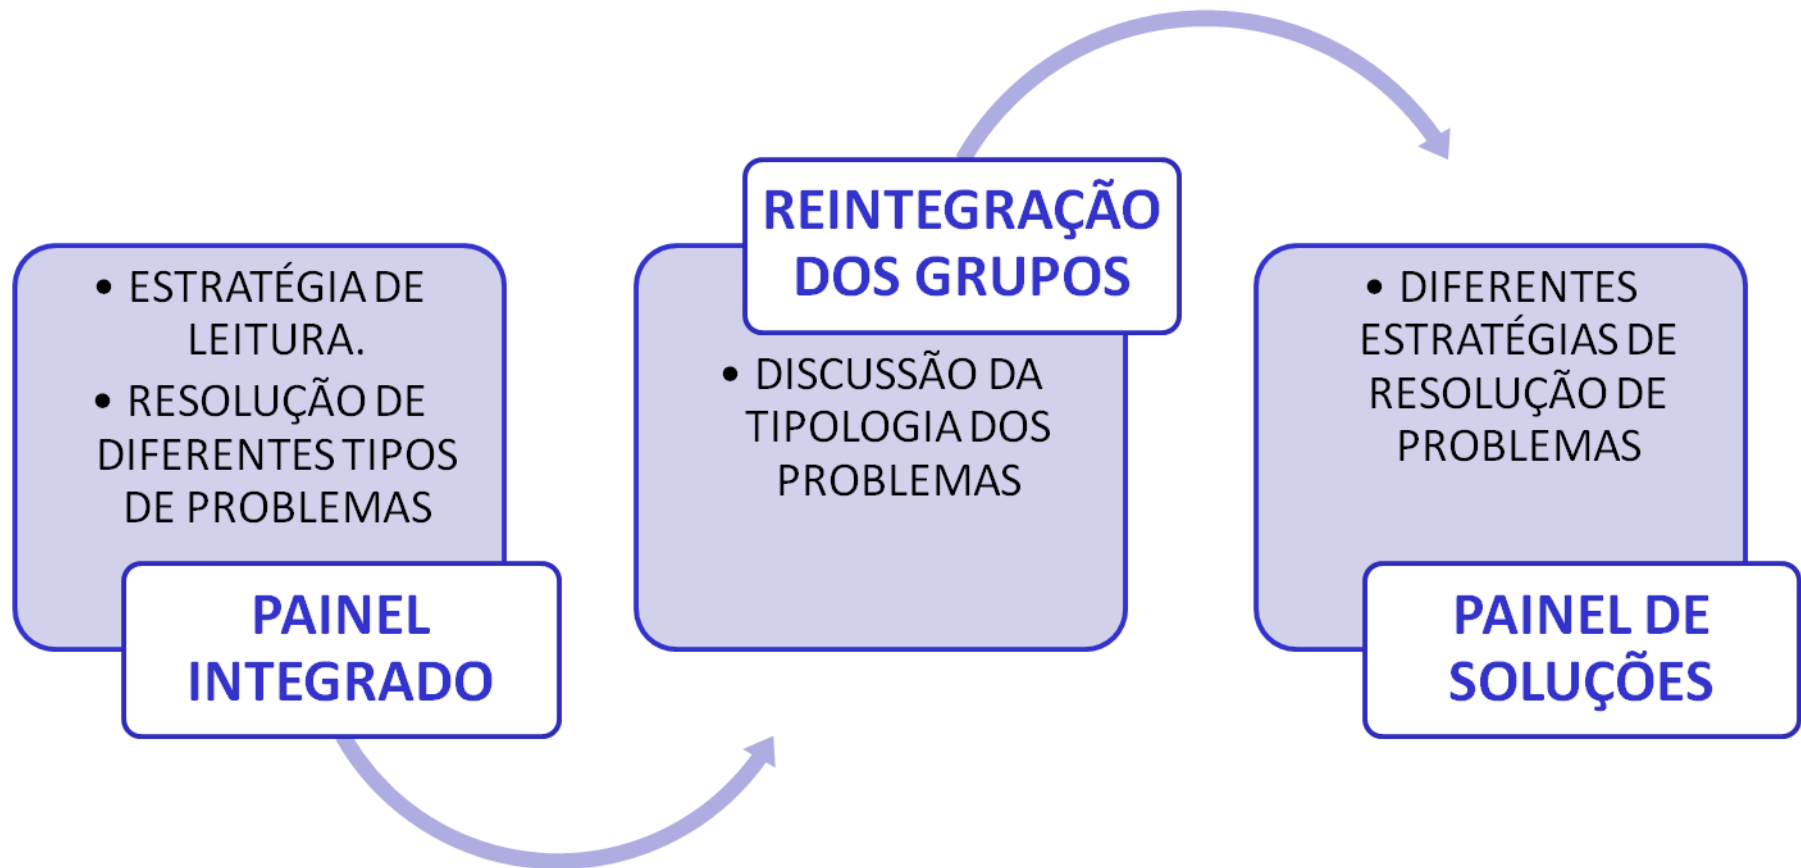 • ESTRATÉGIA DE
LEITURA.
• RESOLUÇÃO DE
DIFERENTES TIPOS
DE PROBLEMAS
PAINEL
INTEGRADO
REINTEGRAÇÃO
DOS GRUPOS
• DISCUSSÃO DA
TIPOLOGIA DOS
PROBLEMAS
• DIFERENTES
ESTRATÉGIAS DE
RESOLUÇÃO DE
PROBLEMAS
PAINEL DE
SOLUÇÕES